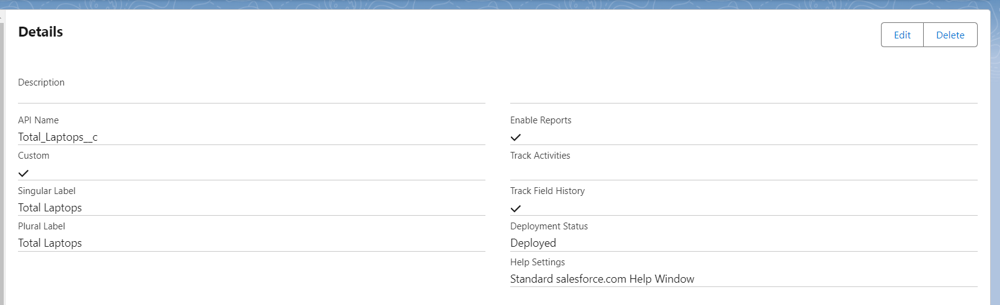 Details
Edit
Delete
Description
API Name
Total_Laptops__c
Custom
Singular Label
Total Laptops
Plural Label
Total Laptops
Enable Reports
Track Activities
Track Field History
Deployment Status
Deployed
Help Settings
Standard salesforce.com Help Window